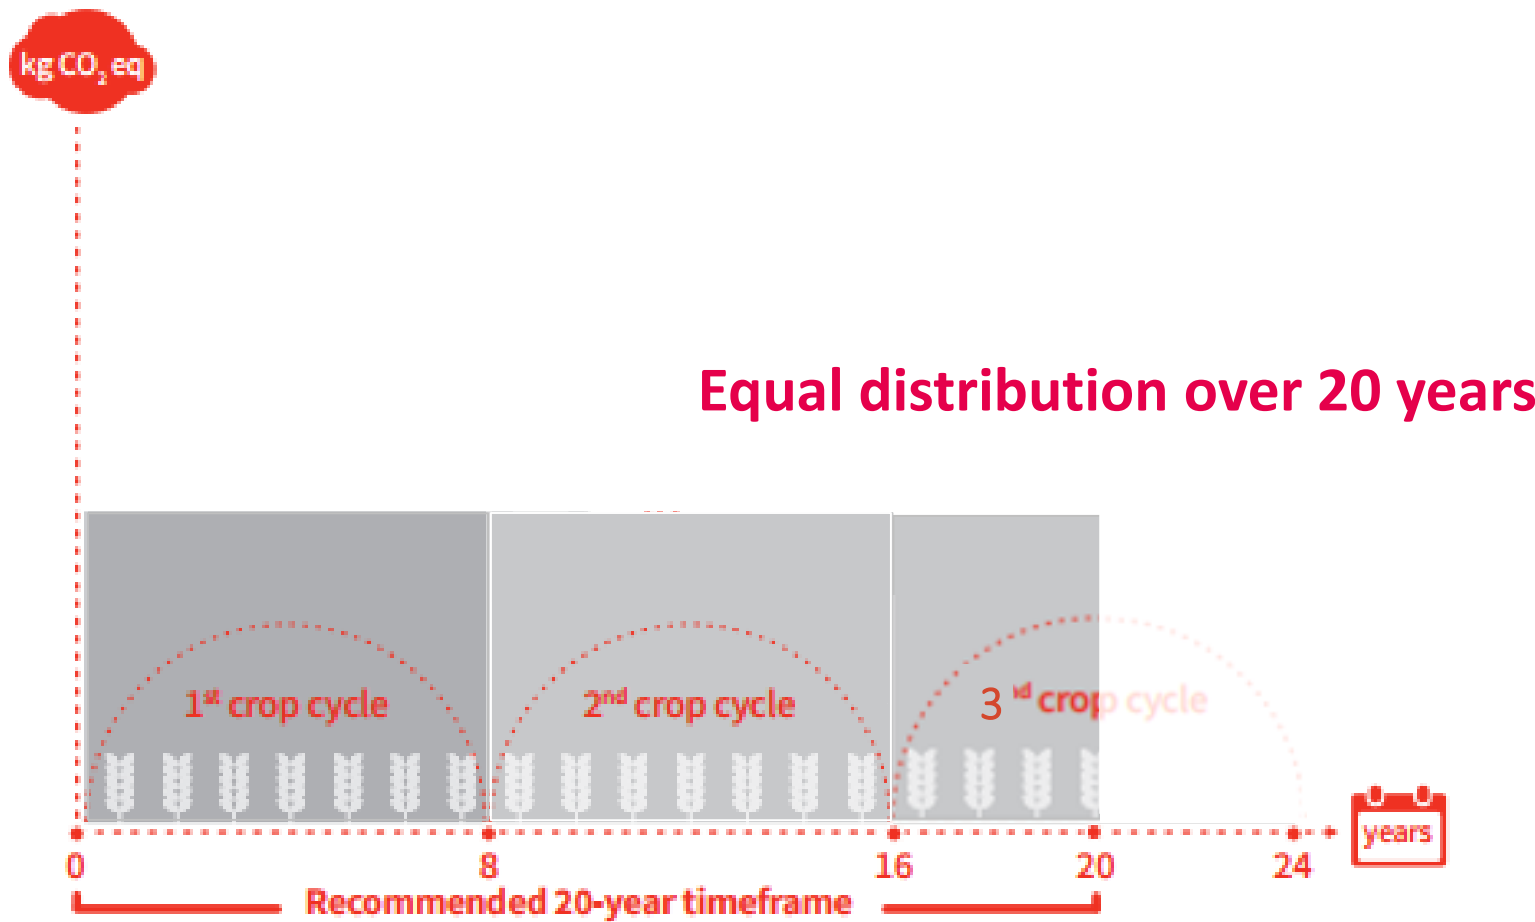 kg CO₂ eq
Equal distribution over 20 years
1st crop cycle
2nd crop cycle
3 crop cycle
years
0 8 16 20 24
Recommended 20-year timeframe